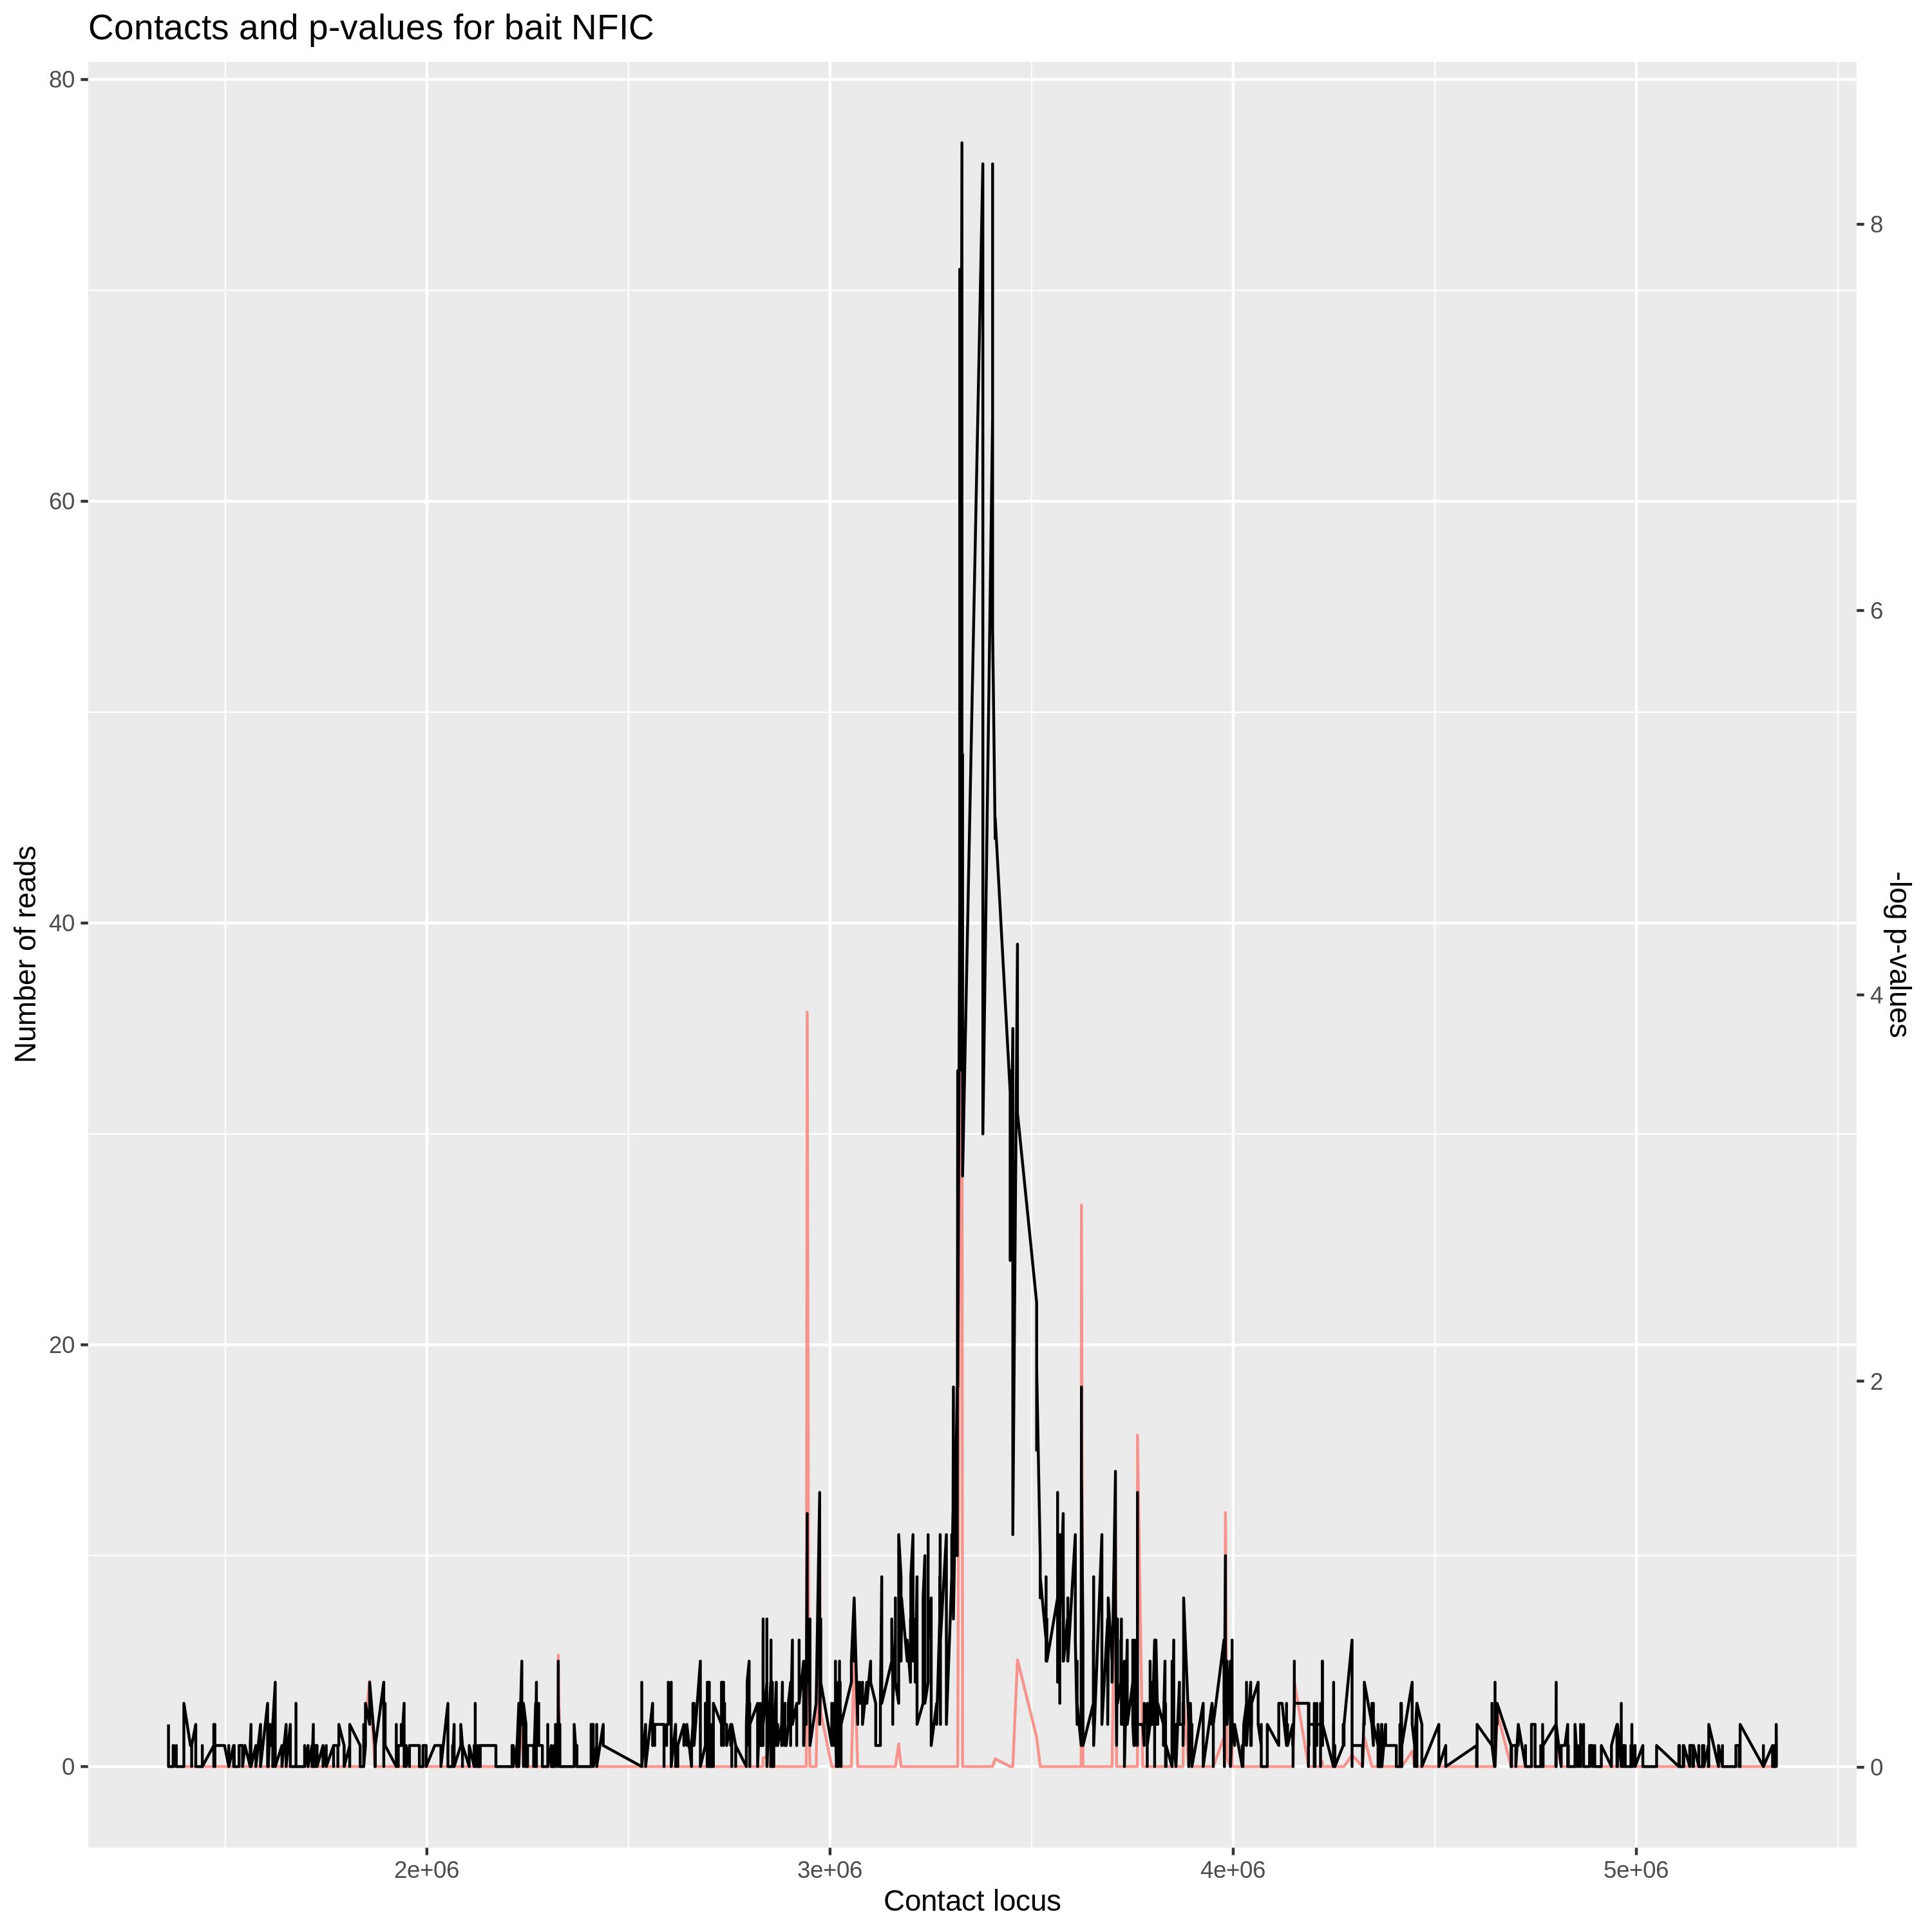 Contacts and p-values for bait NFIC
80
60
40
20
0
Number of reads
8
6
4
2
0
-log p-values
2e+06
3e+06
4e+06
5e+06
Contact locus